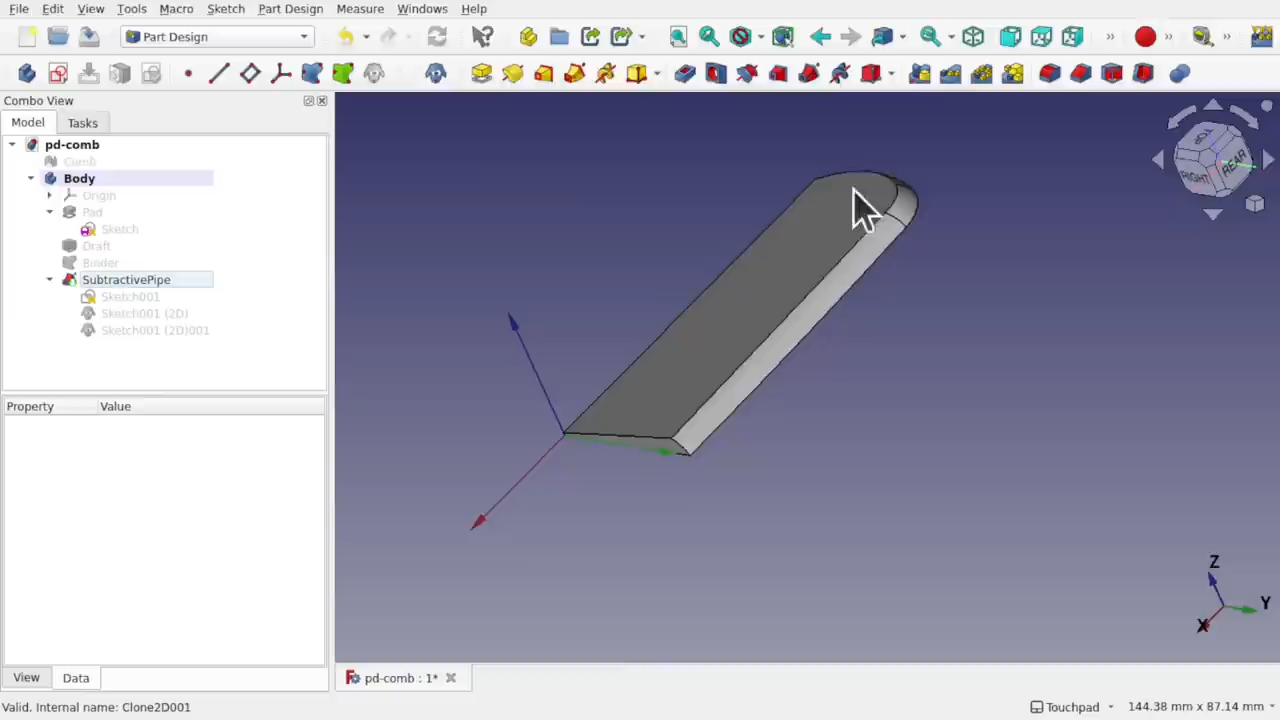 File Edit View Tools Macro Sketch Part Design Measure Windows Help
Part Design
Combo View
Model Tasks
pd-comb
Comb
Body
Origin
Pad
Sketch
Draft
Binder
SubtractivePipe
Sketch001
Sketch001 (2D)
Sketch001 (2D)001
Property Value
RIGHT REAR
Z
Y
X
View Data
pd-comb : 1*
Valid, Internal name: Clone2D001
Touchpad 144.38 mm x 87.14 mm